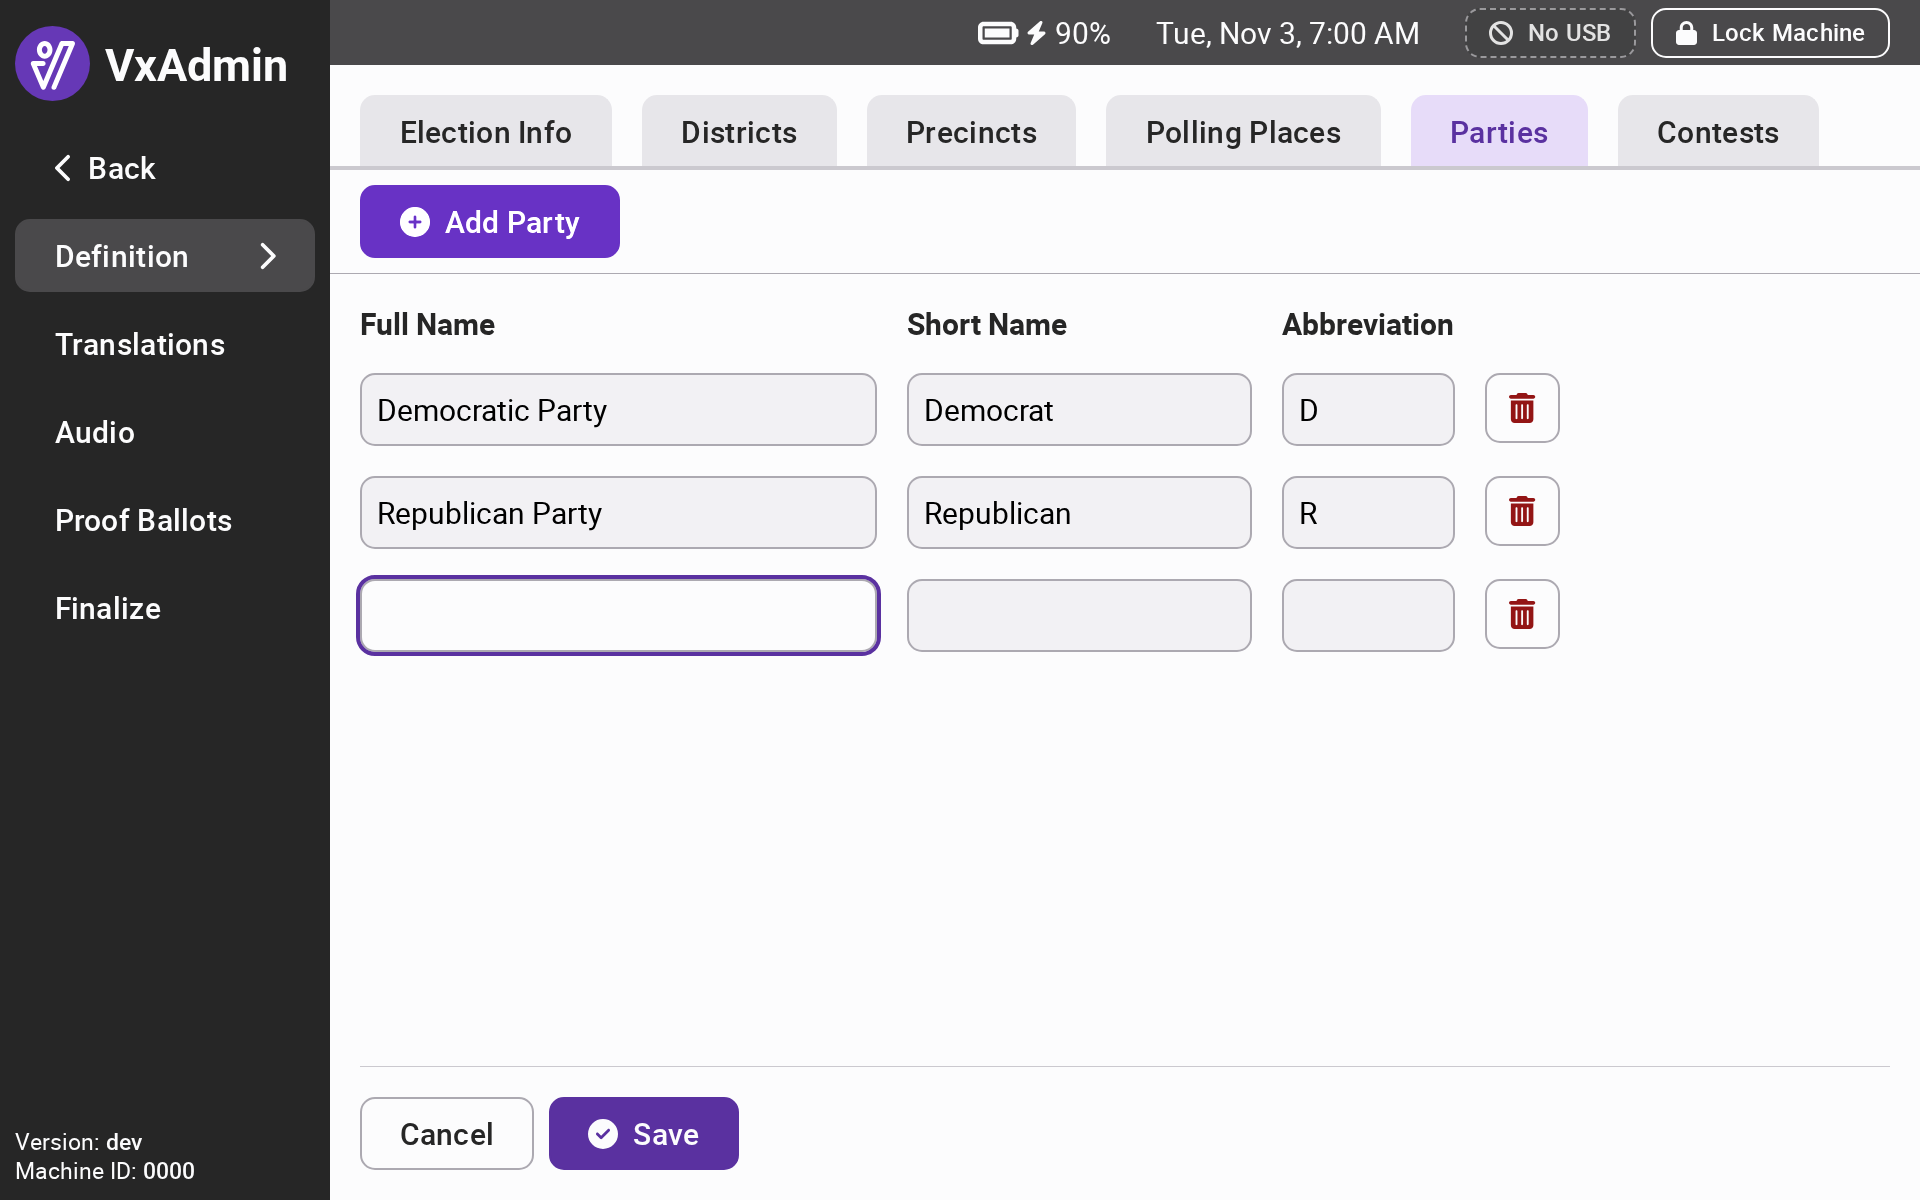 VxAdmin
Back
Definition
Translations
Audio
Proof Ballots
Finalize
Version: dev
Machine ID: 0000
90%
Tue, Nov 3, 7:00 AM
No USB
Lock Machine
Election Info
Districts
Precincts
Polling Places
Parties
Contests
Add Party
Full Name
Short Name
Abbreviation
Democratic Party
Democrat
D
Republican Party
Republican
R
Cancel
Save